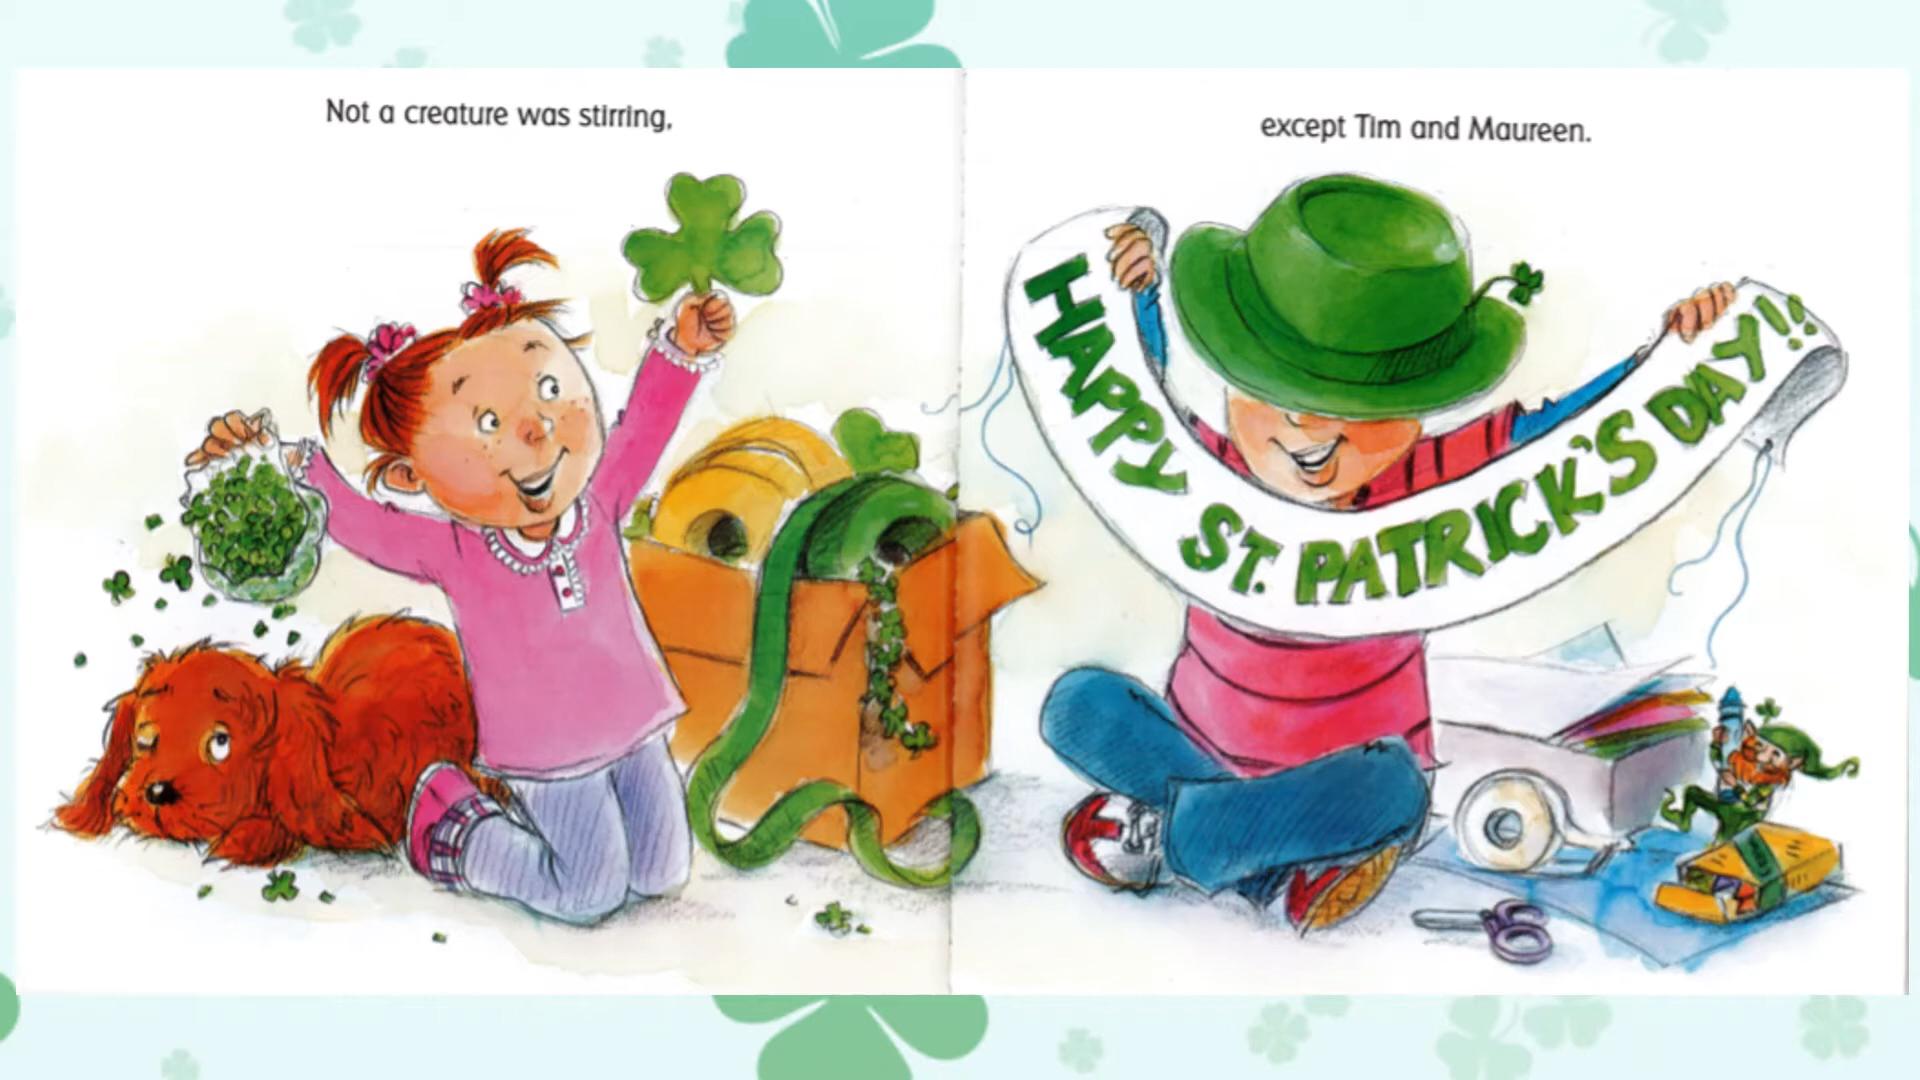 Not a creature was stirring,
except Tim and Maureen.
HAPPY ST. PATRICK'S DAY!!